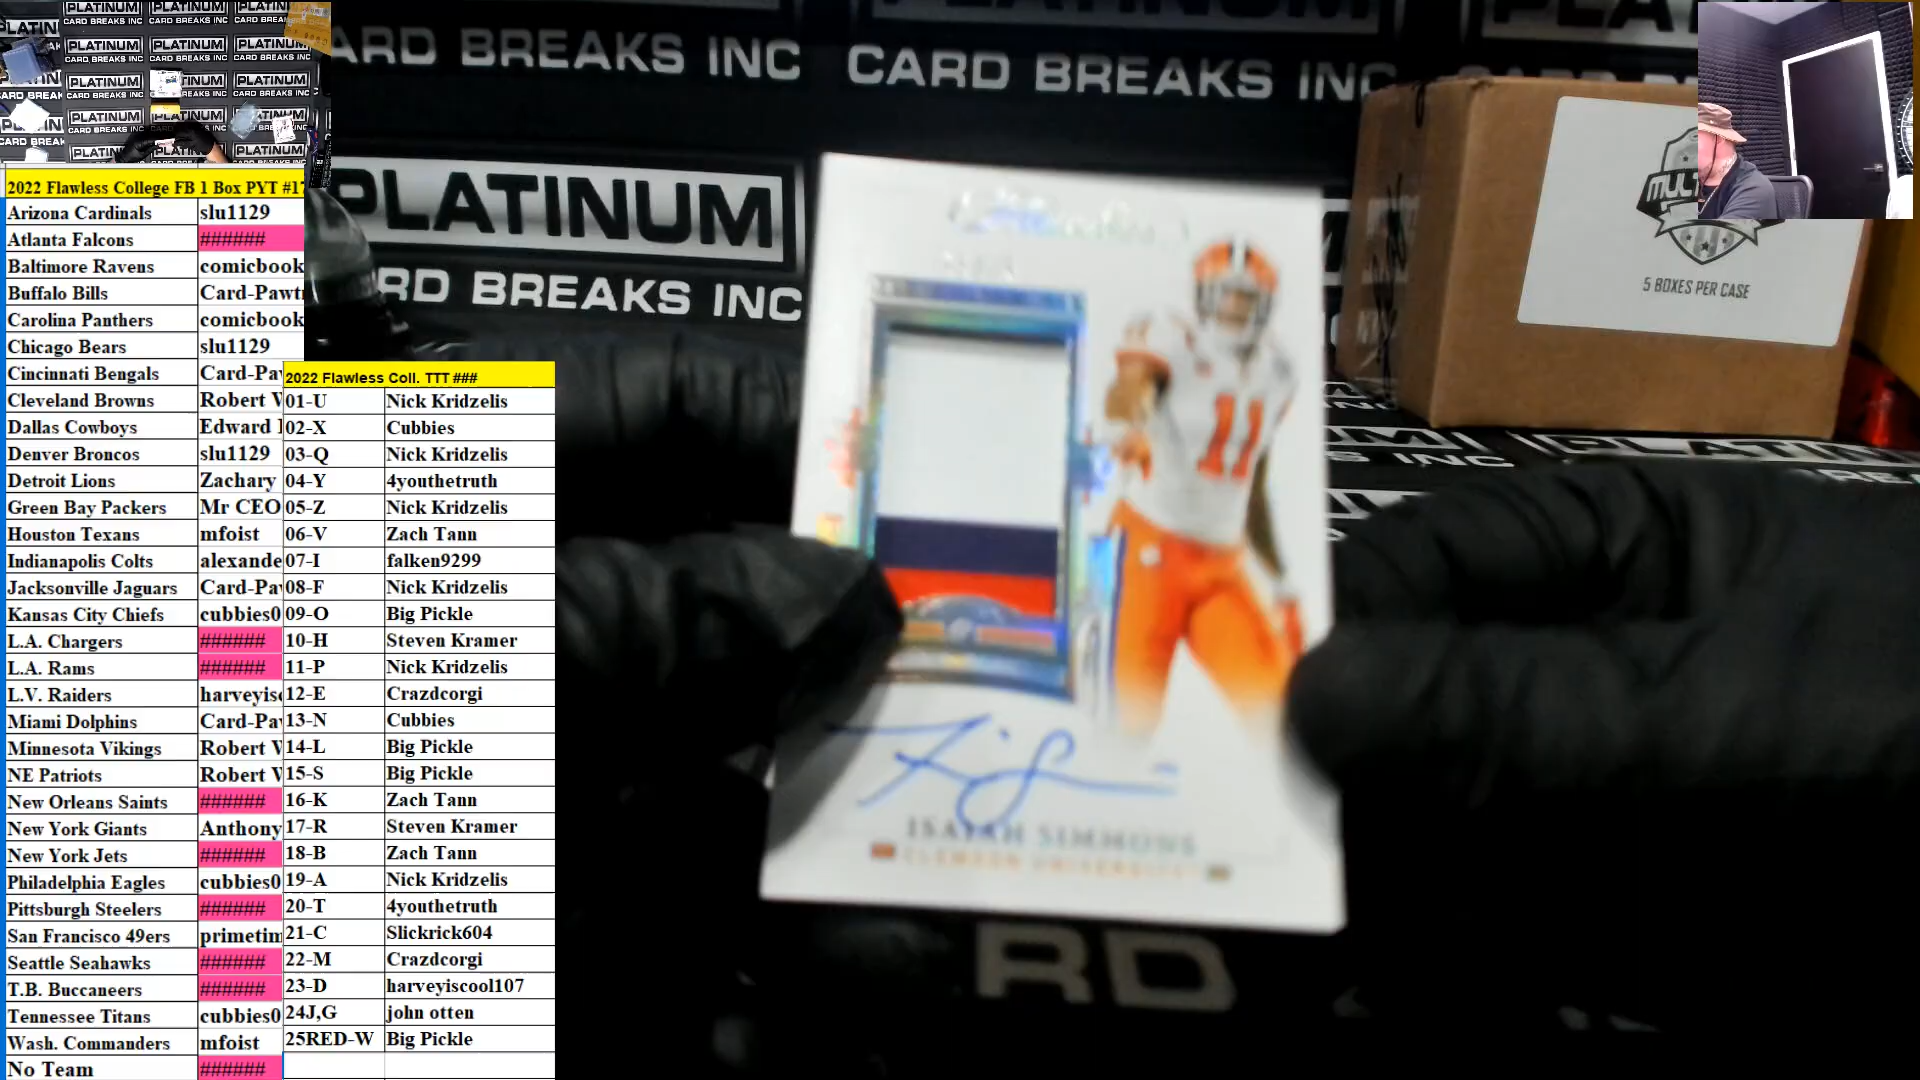 PLATINUM
CARD BREAKS INC
CARD BREAKS INC
PLATINUM
CARD BREAKS INC
5 BOXES PER CASE
11
ISAIAH SIMMONS
CLEMSON UNIVERSITY
RD
2022 Flawless College FB 1 Box PYT #17
Arizona Cardinals slu1129
Atlanta Falcons ######
Baltimore Ravens comicbook
Buffalo Bills Card-Pawt
Carolina Panthers comicbook
Chicago Bears slu1129
Cincinnati Bengals Card-Pa
Cleveland Browns Robert
Dallas Cowboys Edward
Denver Broncos slu1129
Detroit Lions Zachary
Green Bay Packers Mr CEO
Houston Texans mfoist
Indianapolis Colts alexande
Jacksonville Jaguars Card-Pa
Kansas City Chiefs cubbies0
L.A. Chargers ######
L.A. Rams ######
L.V. Raiders harveyis
Miami Dolphins Card-Pa
Minnesota Vikings Robert
NE Patriots Robert
New Orleans Saints ######
New York Giants Anthony
New York Jets ######
Philadelphia Eagles cubbies0
Pittsburgh Steelers ######
San Francisco 49ers primetim
Seattle Seahawks ######
T.B. Buccaneers ######
Tennessee Titans cubbies0
Wash. Commanders mfoist
No Team ######
2022 Flawless Coll. TTT ###
01-U Nick Kridzelis
02-X Cubbies
03-Q Nick Kridzelis
04-Y 4youthetruth
05-Z Nick Kridzelis
06-V Zach Tann
07-I falken9299
08-F Nick Kridzelis
09-O Big Pickle
10-H Steven Kramer
11-P Nick Kridzelis
12-E Crazdcorgi
13-N Cubbies
14-L Big Pickle
15-S Big Pickle
16-K Zach Tann
17-R Steven Kramer
18-B Zach Tann
19-A Nick Kridzelis
20-T 4youthetruth
21-C Slickrick604
22-M Crazdcorgi
23-D harveyiscool107
24J,G john otten
25RED-W Big Pickle